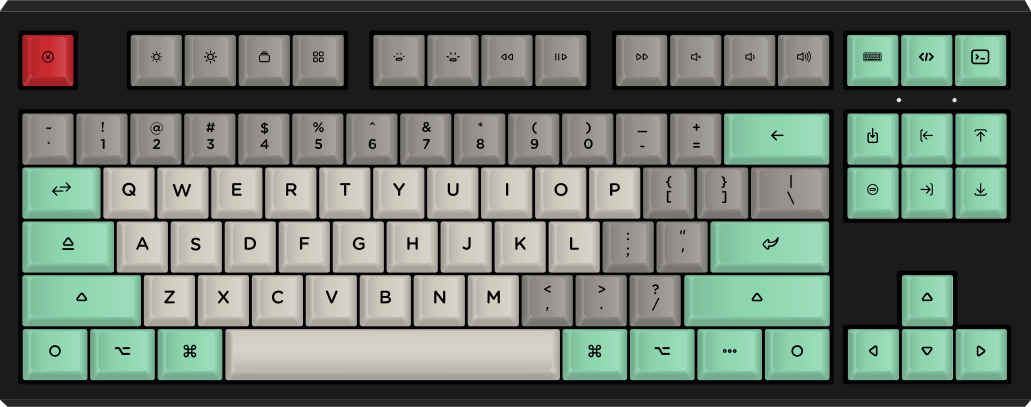 ~ ! @ # $ % ^ & * ( ) — +
` 1 2 3 4 5 6 7 8 9 0 - =
Q W E R T Y U I O P { } |
[ ] \
A S D F G H J K L : "
; '
Z X C V B N M < > ?
, . /